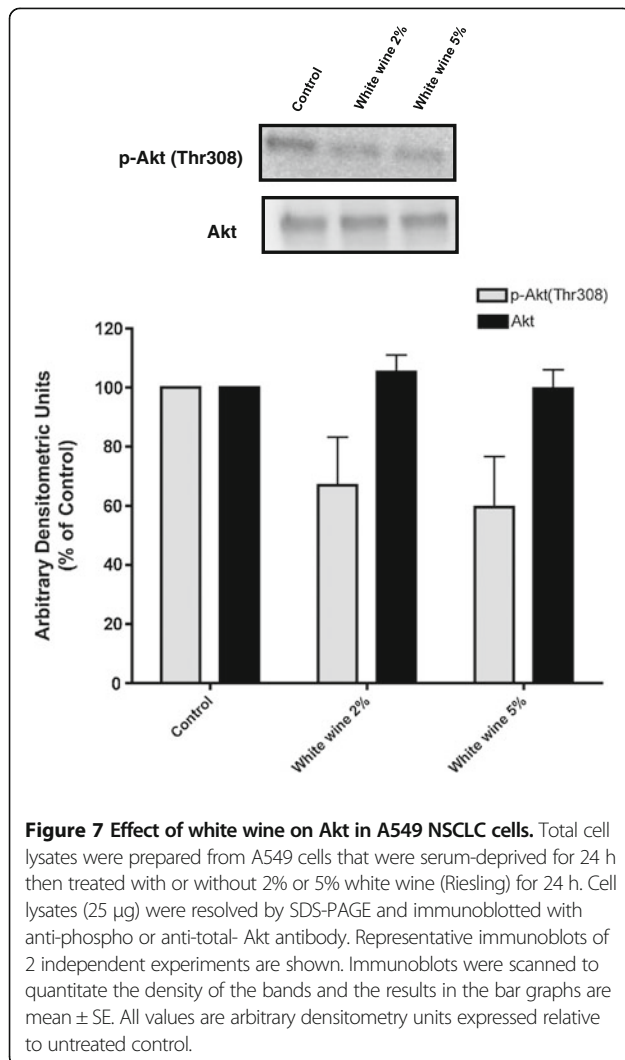 Control
White wine 2%
White wine 5%
p-Akt (Thr308)
Akt
p-Akt(Thr308)
Akt
Arbitrary Densitometric Units
(% of Control)
120
100
80
60
40
20
0
Control
White wine 2%
White wine 5%
Figure 7 Effect of white wine on Akt in A549 NSCLC cells. Total cell
lysates were prepared from A549 cells that were serum-deprived for 24 h
then treated with or without 2% or 5% white wine (Riesling) for 24 h. Cell
lysates (25 μg) were resolved by SDS-PAGE and immunoblotted with
anti-phospho or anti-total- Akt antibody. Representative immunoblots of
2 independent experiments are shown. Immunoblots were scanned to
quantitate the density of the bands and the results in the bar graphs are
mean ± SE. All values are arbitrary densitometry units expressed relative
to untreated control.